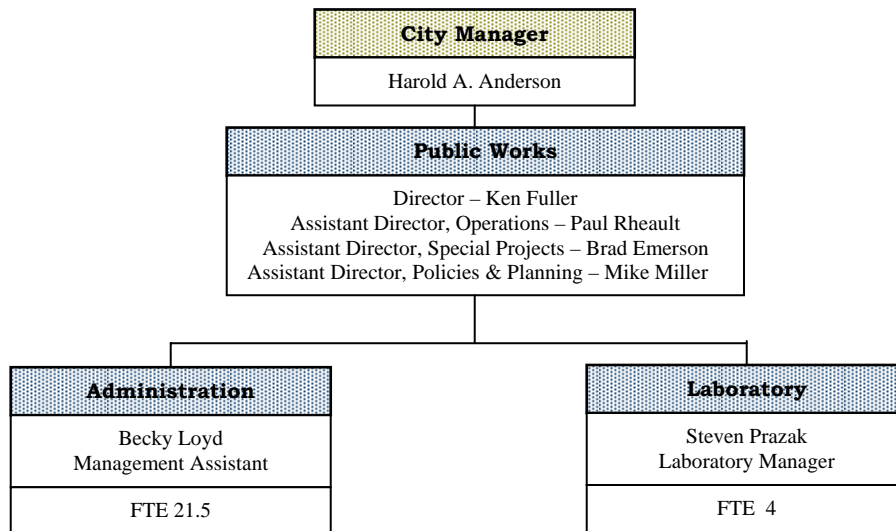 City Manager
Harold A. Anderson
Public Works
Director – Ken Fuller
Assistant Director, Operations – Paul Rheault
Assistant Director, Special Projects – Brad Emerson
Assistant Director, Policies & Planning – Mike Miller
Administration
Becky Loyd
Management Assistant
FTE 21.5
Laboratory
Steven Prazak
Laboratory Manager
FTE 4